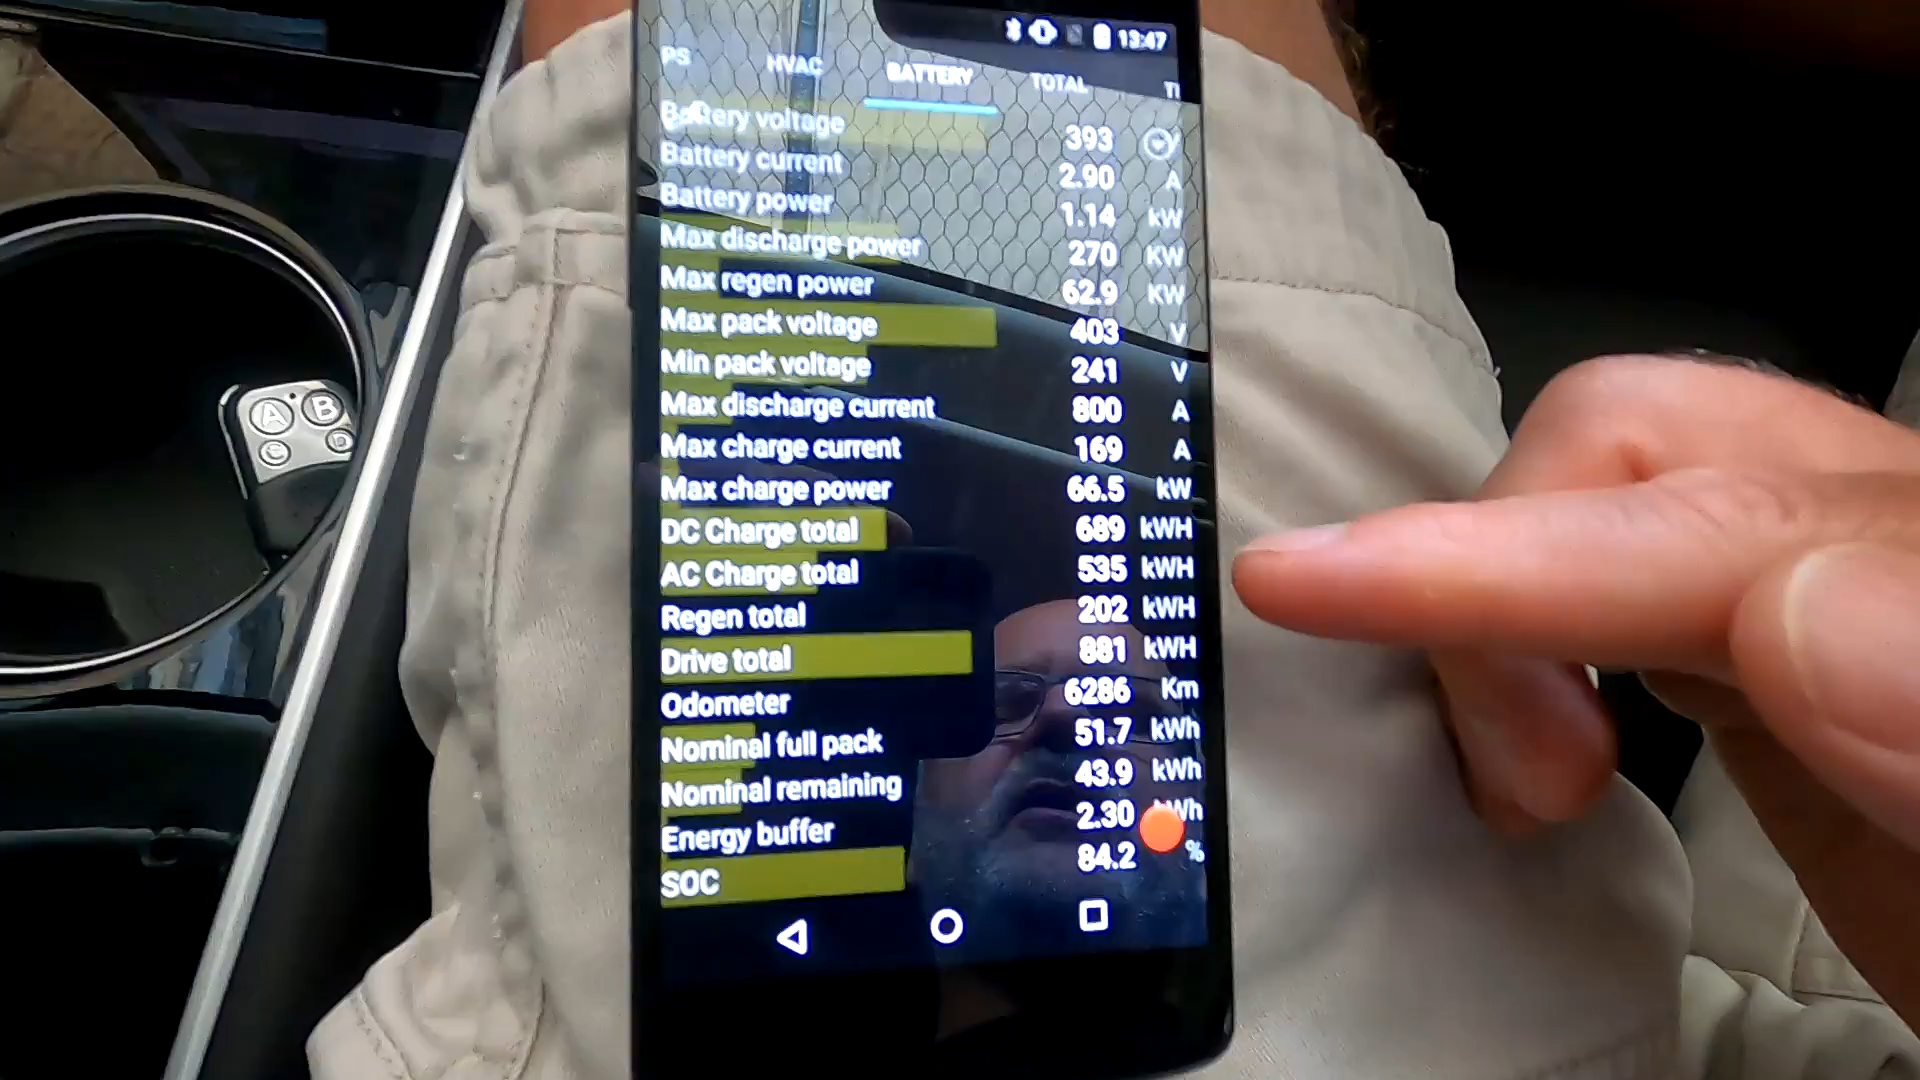 13:47
PS HVAC BATTERY TOTAL
Battery voltage 393
Battery current 2.90 A
Battery power 1.14 kW
Max discharge power 270 KW
Max regen power 62.9 KW
Max pack voltage 403 V
Min pack voltage 241 V
Max discharge current 800 A
Max charge current 169 A
Max charge power 66.5 kW
DC Charge total 689 kWH
AC Charge total 535 kWH
Regen total 202 kWH
Drive total 881 kWH
Odometer 6286 Km
Nominal full pack 51.7 kWh
Nominal remaining 43.9 kWh
Energy buffer 2.30 kWh
SOC 84.2 %
A B
C D